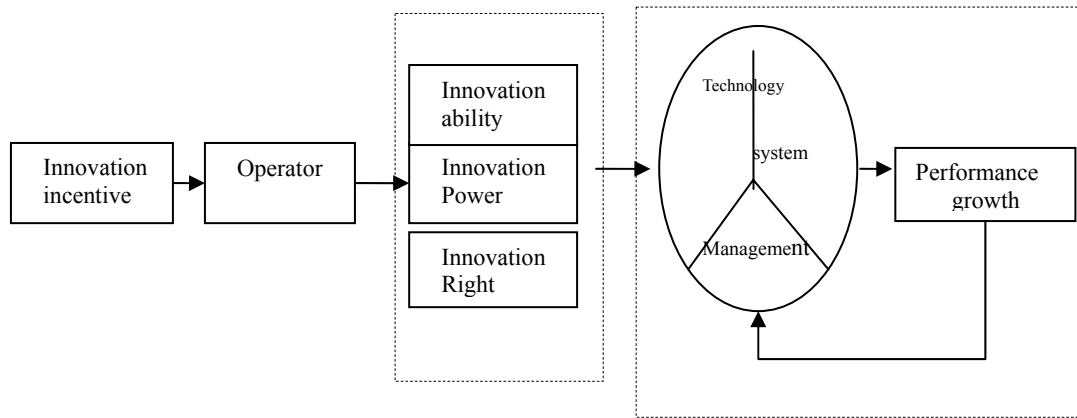 Innovation
incentive
Operator
Innovation
ability
Innovation
Power
Innovation
Right
Technology
system
Management
Performance
growth